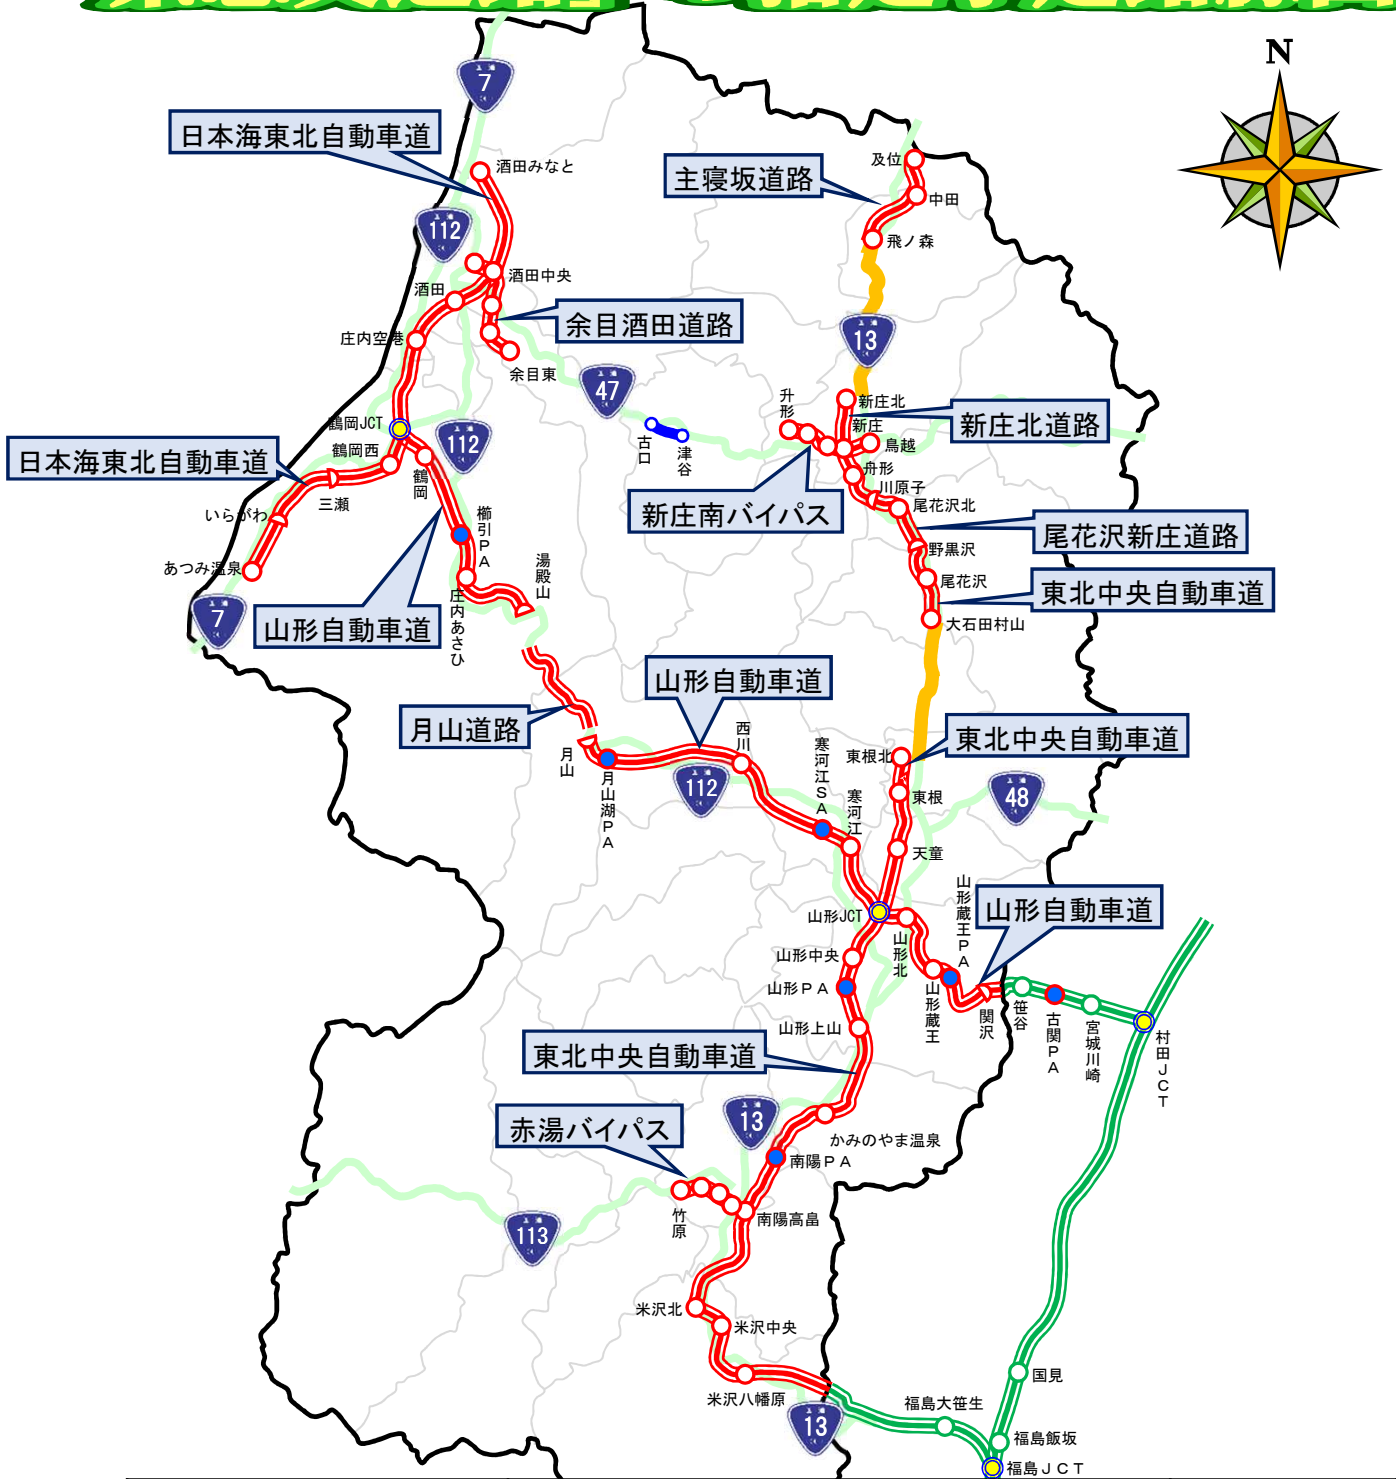 N
7
日本海東北自動車道
酒田みなと
及位
主寝坂道路
中田
112
飛ノ森
酒田中央
酒田
余目酒田道路
庄内空港
13
余目東
47
升形
新庄北
新庄北道路
鶴岡JCT
新庄
鳥越
112
古口
津谷
鶴岡西
日本海東北自動車道
鶴岡
舟形
三瀬
川原子
新庄南バイパス
尾花沢北
いらがわ
櫛引PA
尾花沢新庄道路
野黒沢
あつみ温泉
湯殿山
尾花沢
東北中央自動車道
7
山形自動車道
庄内あさひ
大石田村山
山形自動車道
月山道路
西川
寒河江SA
東根北
東北中央自動車道
月山
月山湖PA
112
寒河江
東根
48
天童
山形蔵王PA
山形自動車道
山形JCT
山形北
山形中央
山形PA
山形蔵王
関沢
笹谷
古関PA
宮城川崎
村田JCT
山形上山
東北中央自動車道
13
赤湯バイパス
かみのやま温泉
南陽PA
竹原
南陽高畠
113
米沢北
米沢中央
国見
米沢八幡原
福島大笹生
13
福島飯坂
福島JCT